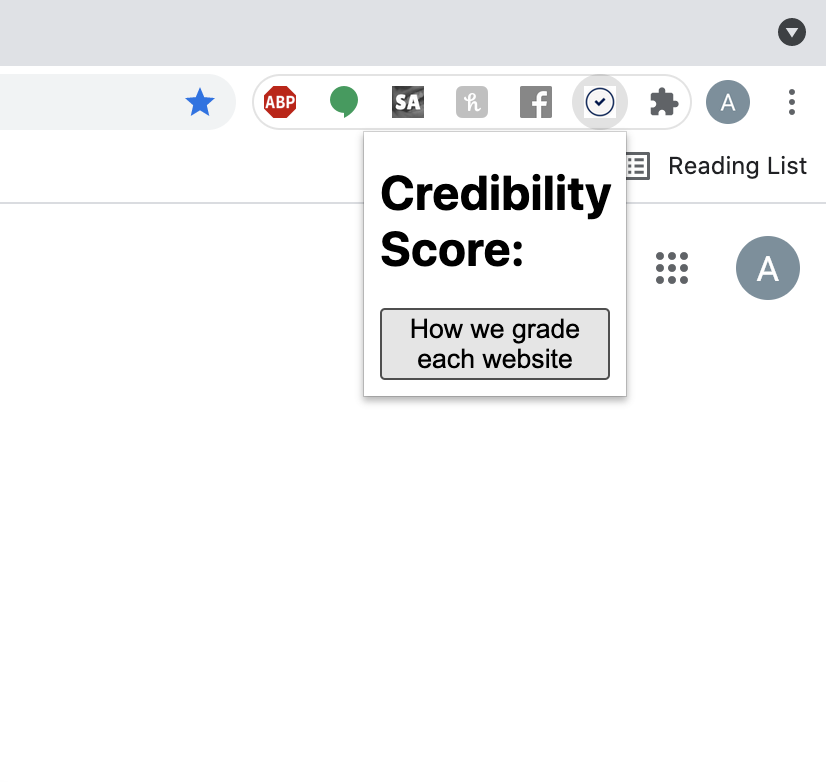 ABP
SA
h
f
A
Reading List
Credibility
Score:
A
How we grade
each website